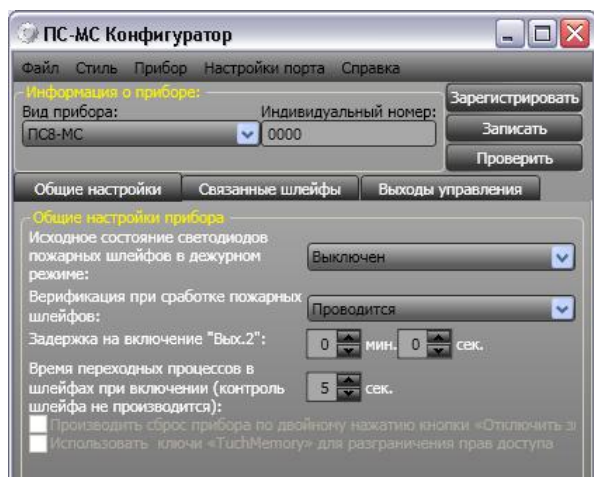 ПС-МС Конфигуратор
Файл Стиль Прибор Настройки порта Справка
Информация о приборе:
Вид прибора: Индивидуальный номер:
ПС8-МС 0000
Зарегистрировать
Записать
Проверить
Общие настройки Связанные шлейфы Выходы управления
Общие настройки прибора
Исходное состояние светодиодов
пожарных шлейфов в дежурном
режиме:
Выключен
Верификация при сработке пожарных
шлейфов:
Проводится
Задержка на включение "Вых.2": 0 мин. 0 сек.
Время переходных процессов в
шлейфах при включении (контроль
шлейфа не производится):
5 сек.
Производить сброс прибора по двойному нажатию кнопки «Отключить
Использовать ключи «TuchMemory» для разграничения прав доступа